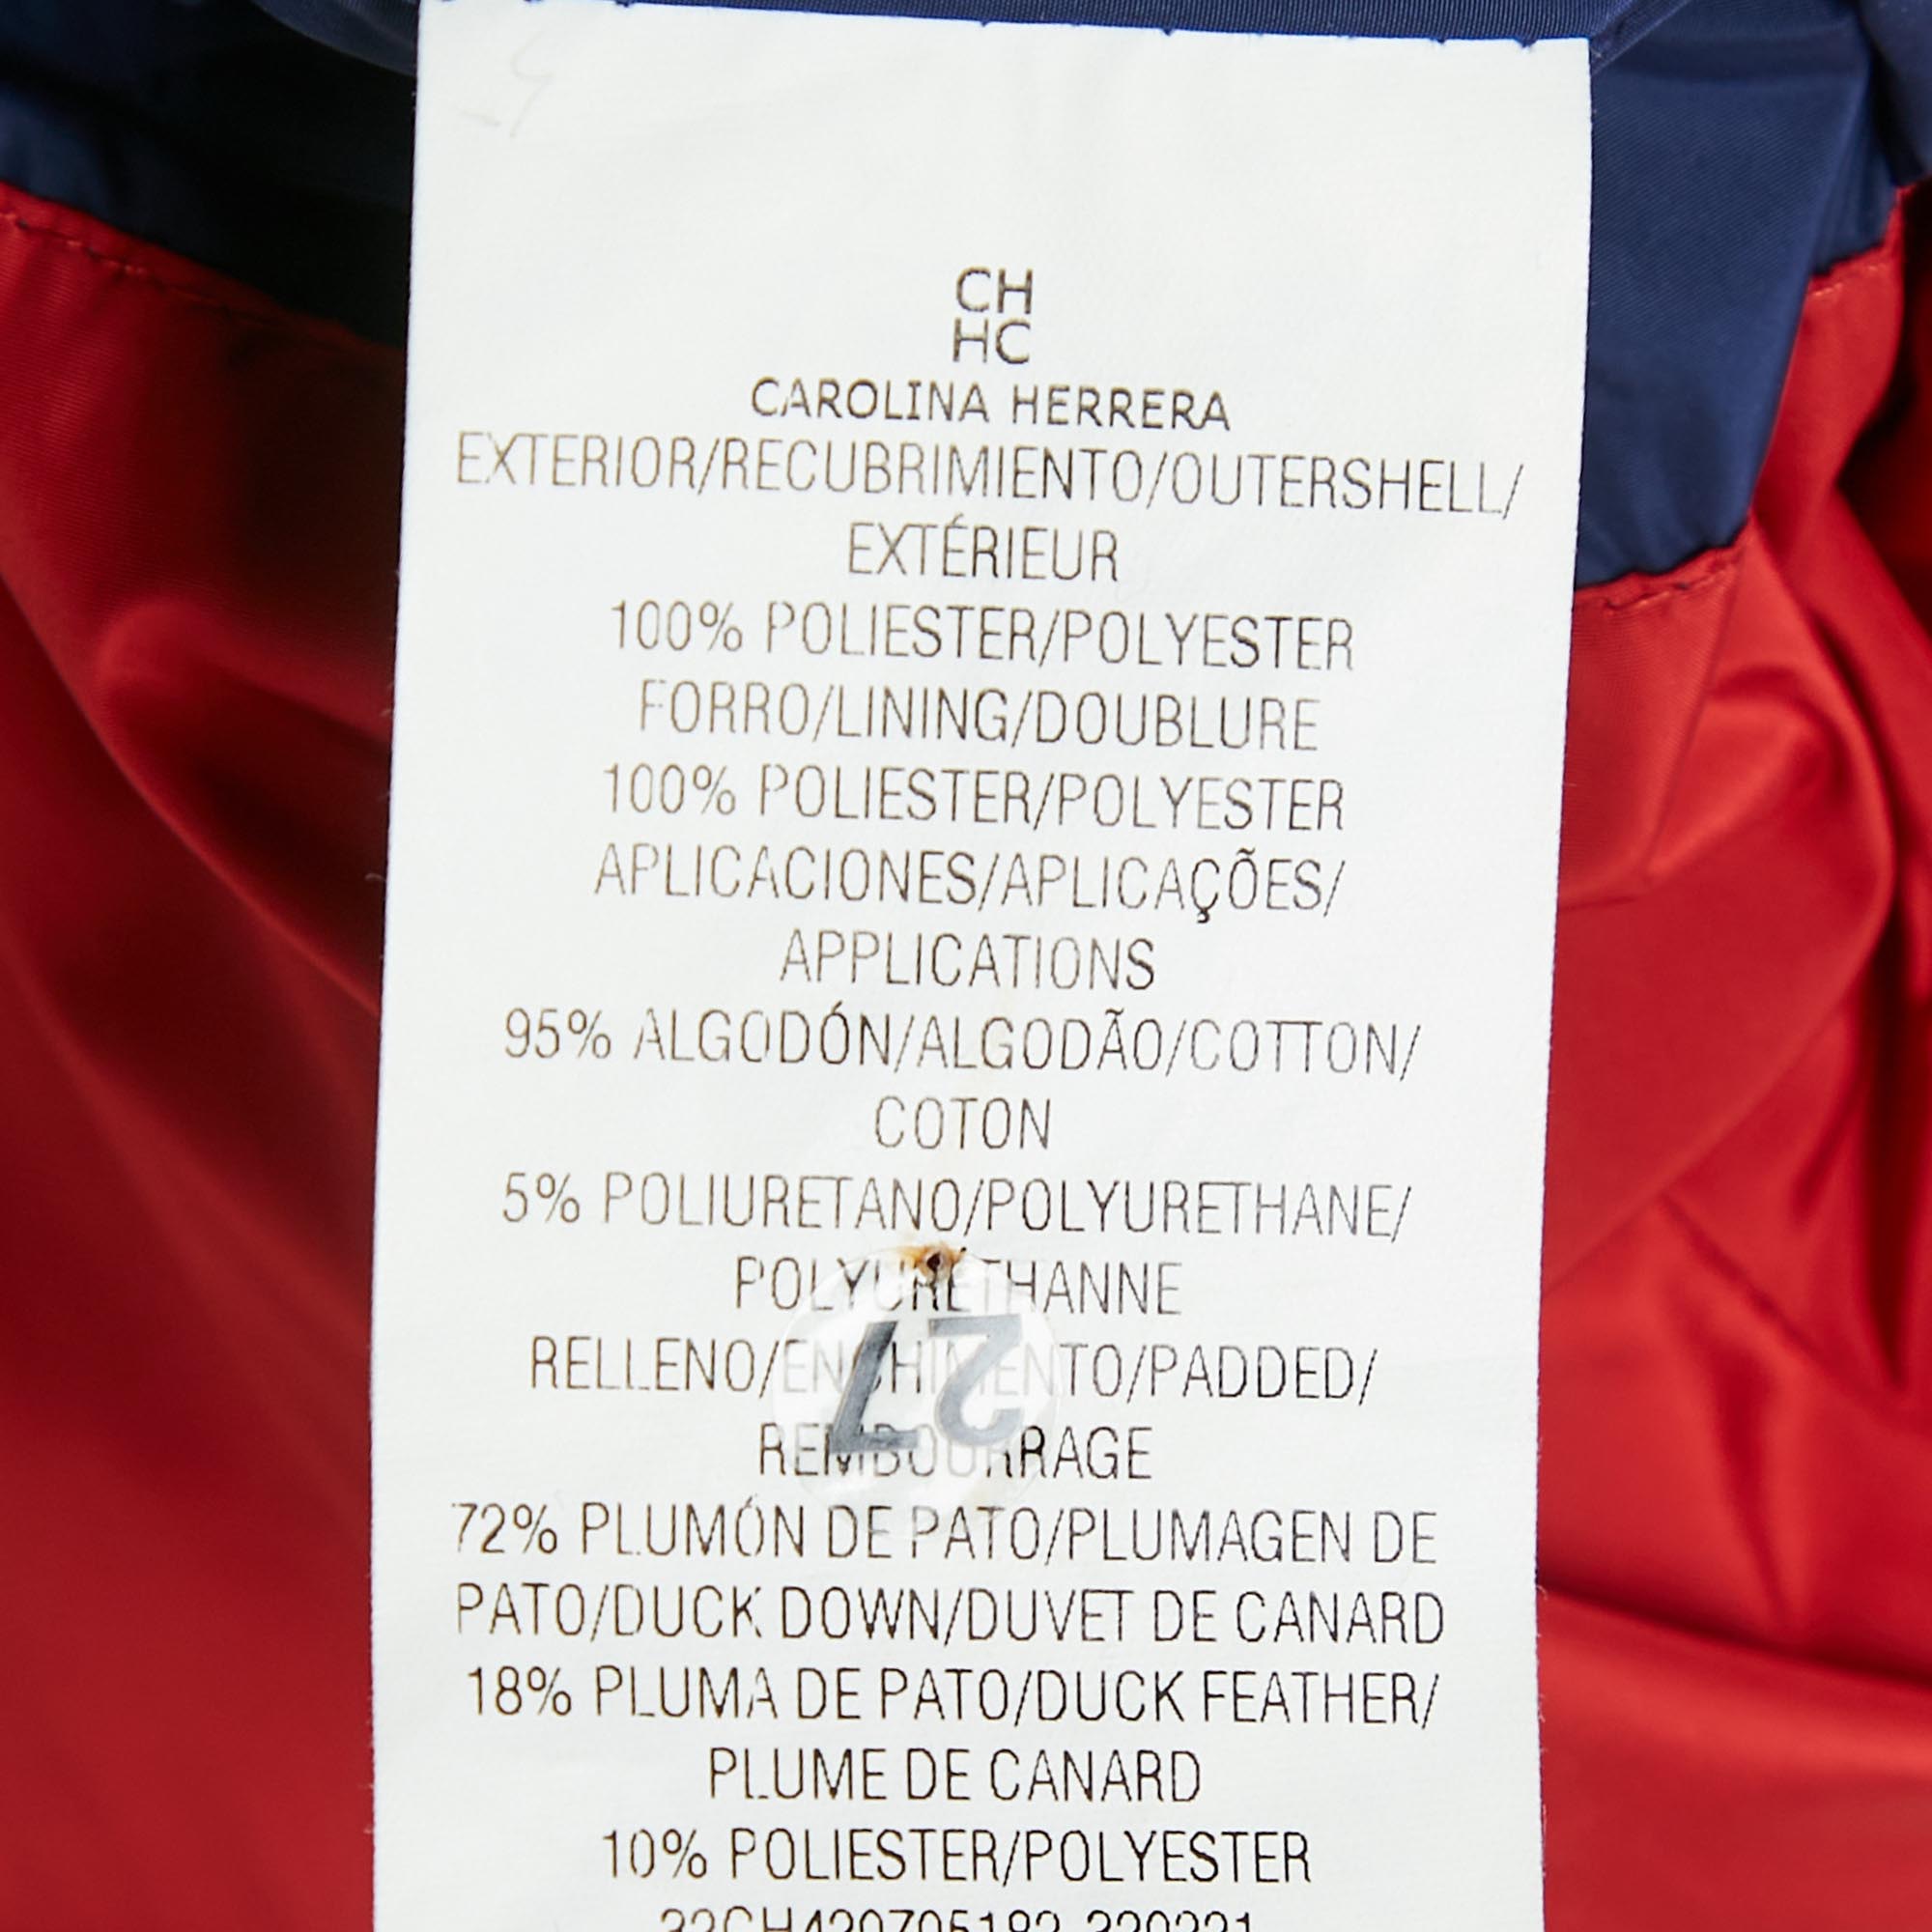 CH
HC
CAROLINA HERRERA
EXTERIOR/RECUBRIMIENTO/OUTERSHELL/
EXTÉRIEUR
100% POLIESTER/POLYESTER
FORRO/LINING/DOUBLURE
100% POLIESTER/POLYESTER
APLICACIONES/APLICAÇÕES/
APPLICATIONS
95% ALGODÓN/ALGODÃO/COTTON/
COTON
5% POLIURETANO/POLYURETHANE/
POLYURETHANNE
27
RELLENO/ENCHIMENTO/PADDED/
REMBOURRAGE
72% PLUMÓN DE PATO/PLUMAGEN DE
PATO/DUCK DOWN/DUVET DE CANARD
18% PLUMA DE PATO/DUCK FEATHER/
PLUME DE CANARD
10% POLIESTER/POLYESTER